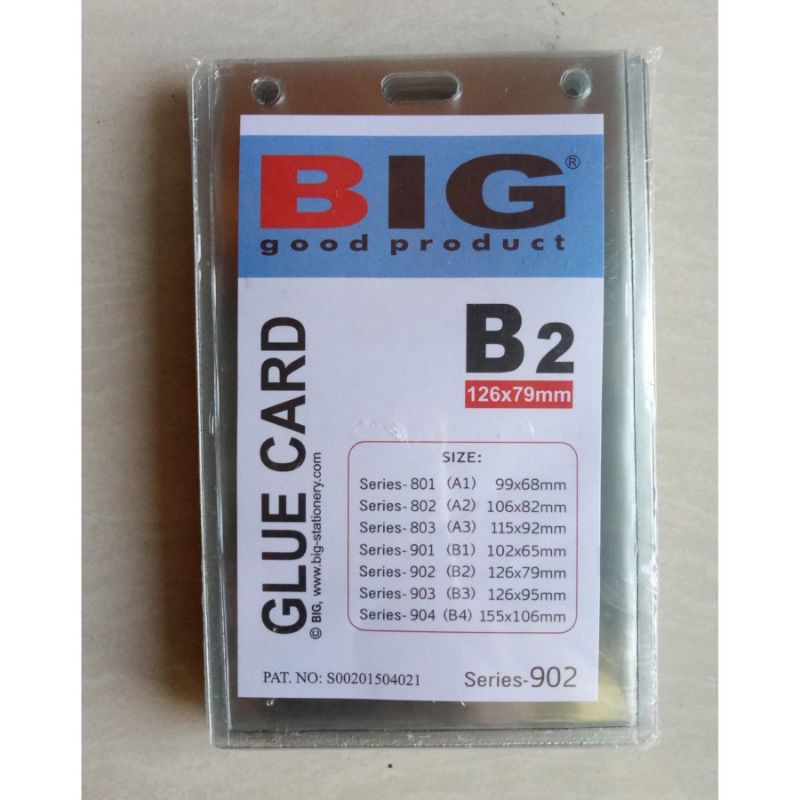 BIG®
good product
GLUE CARD
© BIG, www.big-stationery.com
B2
126x79mm
SIZE:
Series- 801 (A1) 99x68mm
Series- 802 (A2) 106x82mm
Series- 803 (A3) 115x92mm
Series- 901 (B1) 102x65mm
Series- 902 (B2) 126x79mm
Series- 903 (B3) 126x95mm
Series- 904 (B4) 155x106mm
PAT. NO: S00201504021
Series-902